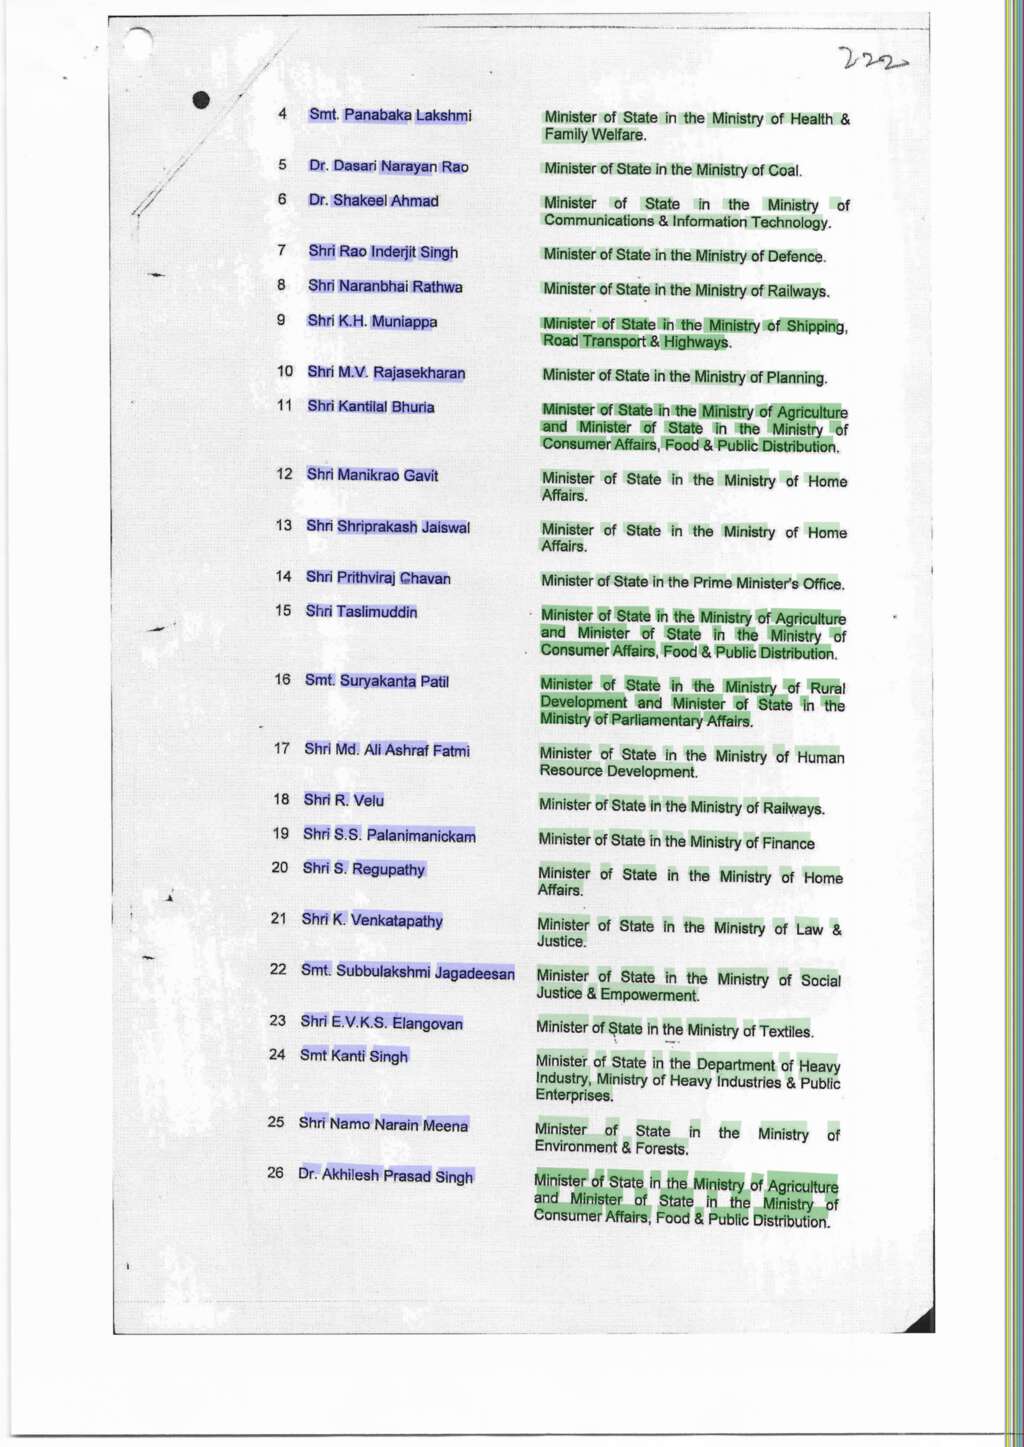 222
4 Smt. Panabaka Lakshmi Minister of State in the Ministry of Health &
Family Welfare.
5 Dr. Dasari Narayan Rao Minister of State in the Ministry of Coal.
6 Dr. Shakeel Ahmad Minister of State in the Ministry of
Communications & Information Technology.
7 Shri Rao Inderjit Singh Minister of State in the Ministry of Defence.
8 Shri Naranbhai Rathwa Minister of State in the Ministry of Railways.
9 Shri K.H. Muniappa Minister of State in the Ministry of Shipping,
Road Transport & Highways.
10 Shri M.V. Rajasekharan Minister of State in the Ministry of Planning.
11 Shri Kantilal Bhuria Minister of State in the Ministry of Agriculture
and Minister of State in the Ministry of
Consumer Affairs, Food & Public Distribution.
12 Shri Manikrao Gavit Minister of State in the Ministry of Home
Affairs.
13 Shri Shriprakash Jaiswal Minister of State in the Ministry of Home
Affairs.
14 Shri Prithviraj Chavan Minister of State in the Prime Minister's Office.
15 Shri Taslimuddin Minister of State in the Ministry of Agriculture
and Minister of State in the Ministry of
Consumer Affairs, Food & Public Distribution.
16 Smt. Suryakanta Patil Minister of State in the Ministry of Rural
Development and Minister of State in the
Ministry of Parliamentary Affairs.
17 Shri Md. Ali Ashraf Fatmi Minister of State in the Ministry of Human
Resource Development.
18 Shri R. Velu Minister of State in the Ministry of Railways.
19 Shri S.S. Palanimanickam Minister of State in the Ministry of Finance
20 Shri S. Regupathy Minister of State in the Ministry of Home
Affairs.
21 Shri K. Venkatapathy Minister of State in the Ministry of Law &
Justice.
22 Smt. Subbulakshmi Jagadeesan Minister of State in the Ministry of Social
Justice & Empowerment.
23 Shri E.V.K.S. Elangovan Minister of State in the Ministry of Textiles.
24 Smt Kanti Singh Minister of State in the Department of Heavy
Industry, Ministry of Heavy Industries & Public
Enterprises.
25 Shri Namo Narain Meena Minister of State in the Ministry of
Environment & Forests.
26 Dr. Akhilesh Prasad Singh Minister of State in the Ministry of Agriculture
and Minister of State in the Ministry of
Consumer Affairs, Food & Public Distribution.